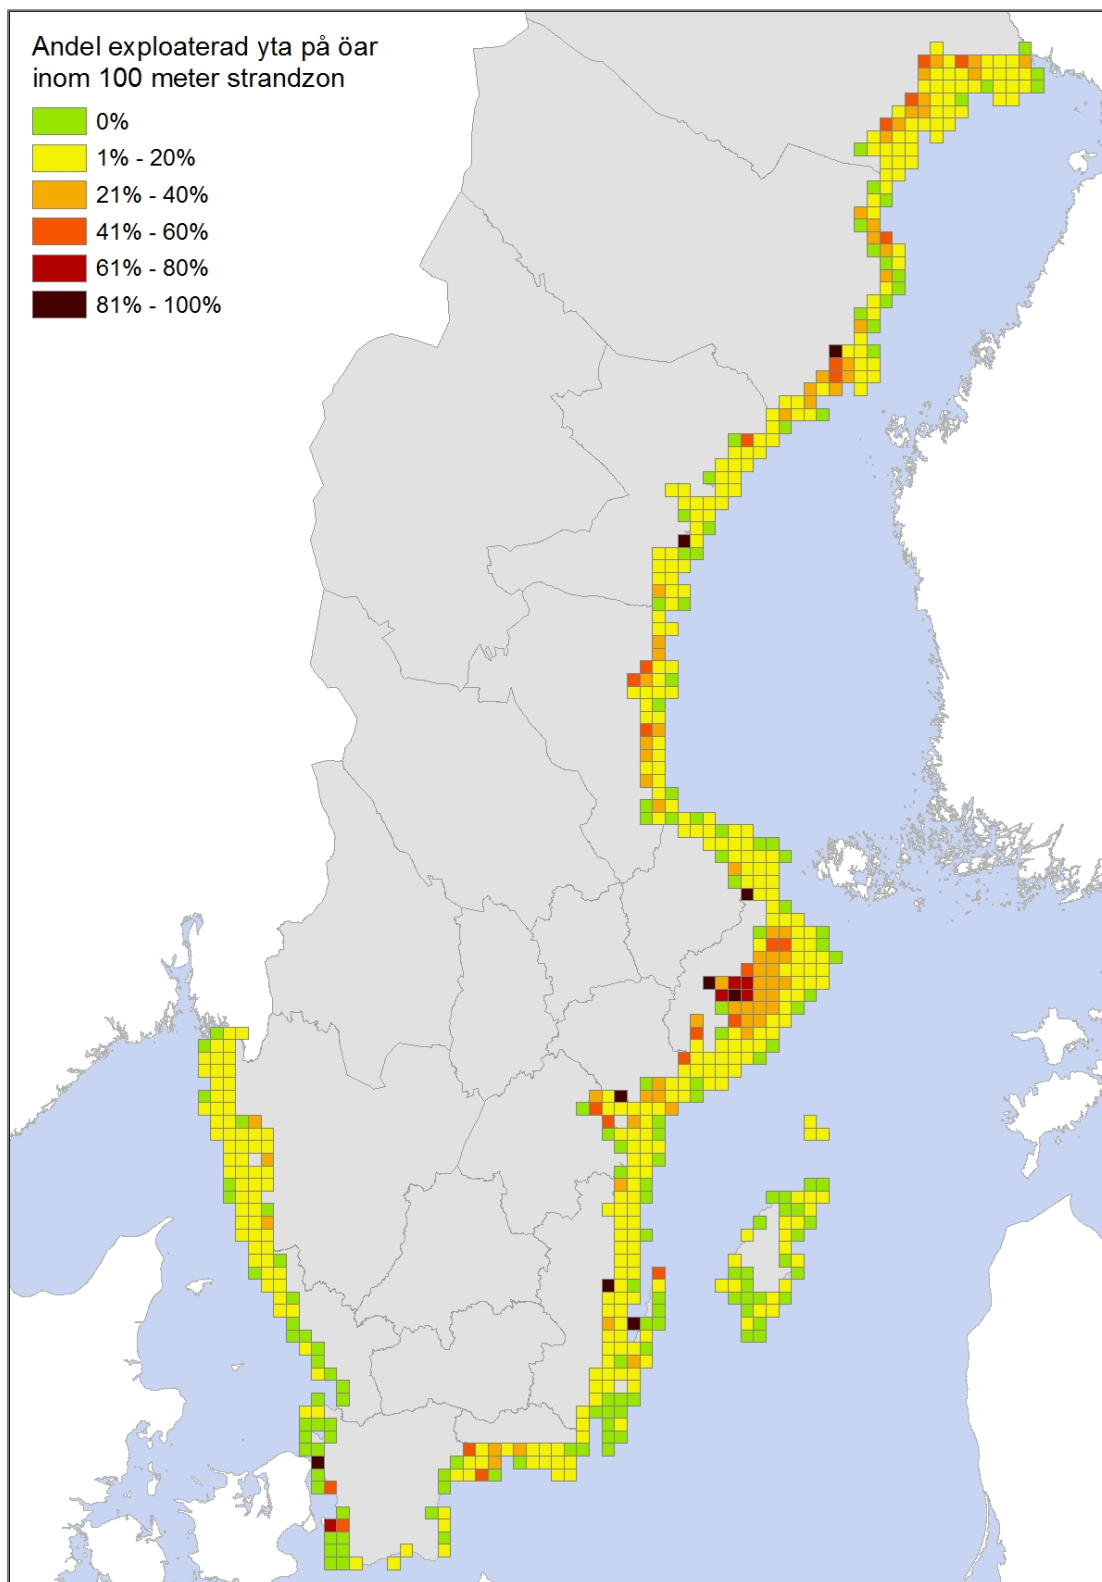 Andel exploaterad yta på öar
inom 100 meter strandzon
0%
1% - 20%
21% - 40%
41% - 60%
61% - 80%
81% - 100%